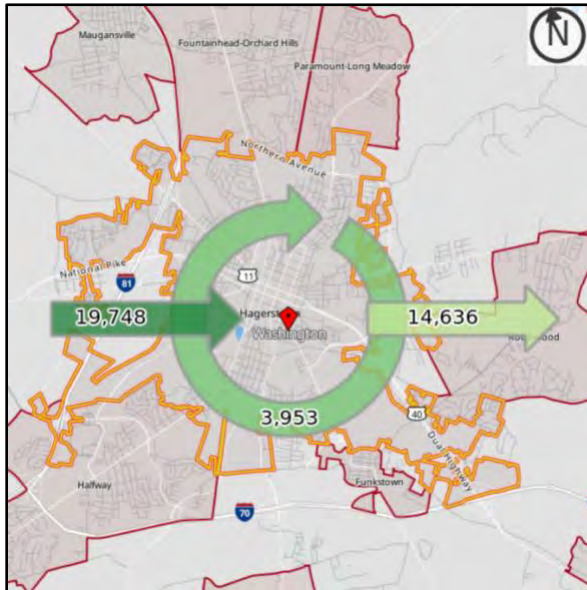 Maugansville
Fountainhead-Orchard Hills
N
Paramount-Long Meadow
Northern Avenue
National Pike
81
11
19,748
Hagerst
14,636
Washington
3,953
40
Dual Highway
Halfway
Funkstown
70